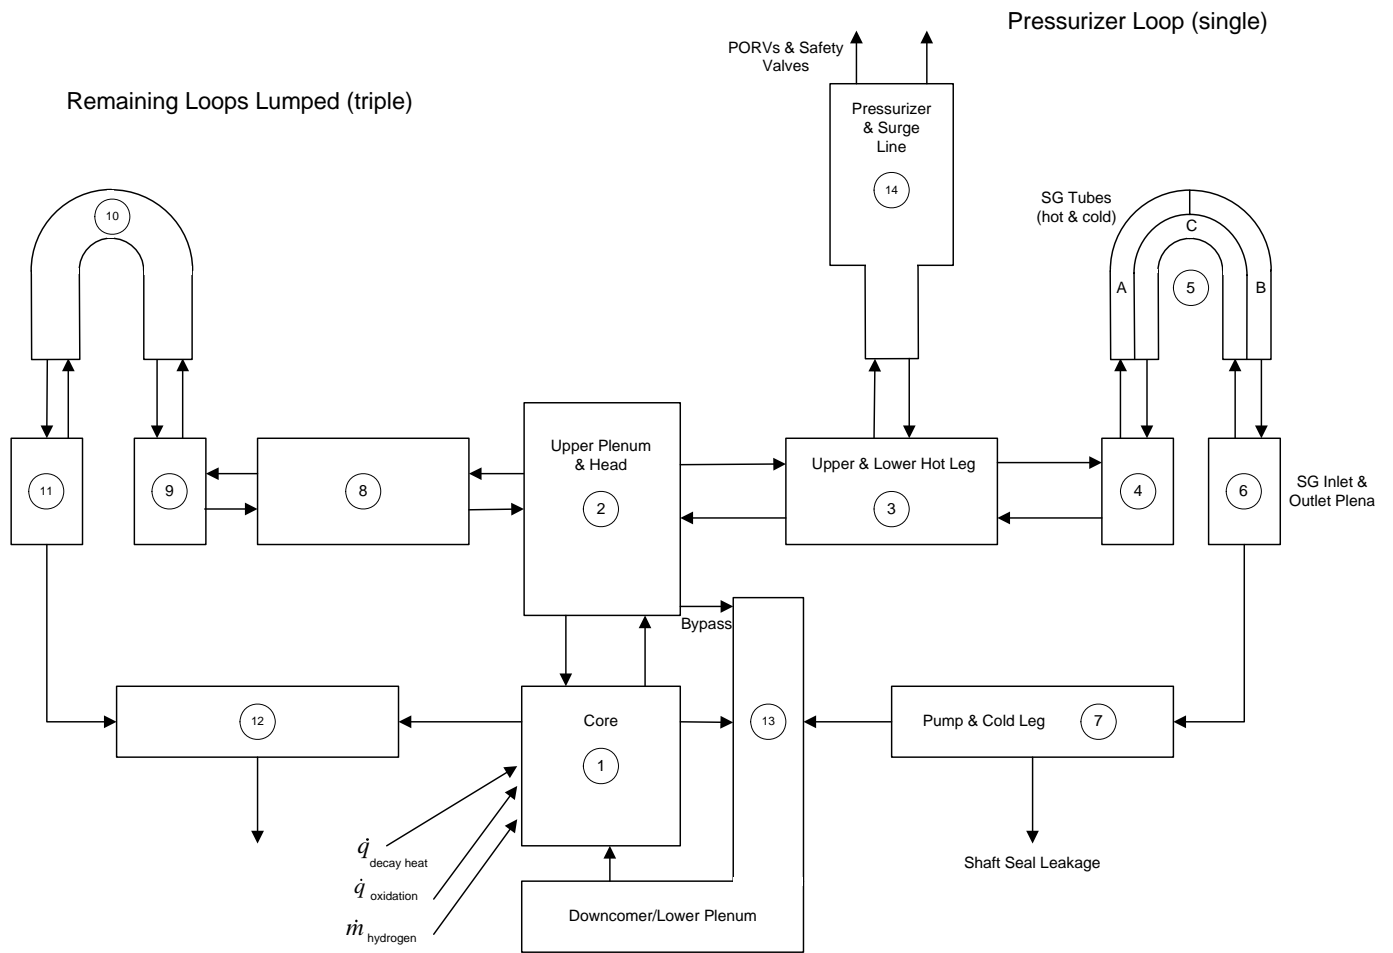 Pressurizer Loop (single)
PORVs & Safety
Valves
Remaining Loops Lumped (triple)
Pressurizer
& Surge
Line
14
SG Tubes
(hot & cold)
10
C
A
5
B
Upper Plenum
& Head
2
Upper & Lower Hot Leg
3
11
9
8
4
6
SG Inlet &
Outlet Plena
Bypass
12
Core
1
13
Pump & Cold Leg
7
q̇ decay heat
q̇ oxidation
ṁ hydrogen
Shaft Seal Leakage
Downcomer/Lower Plenum